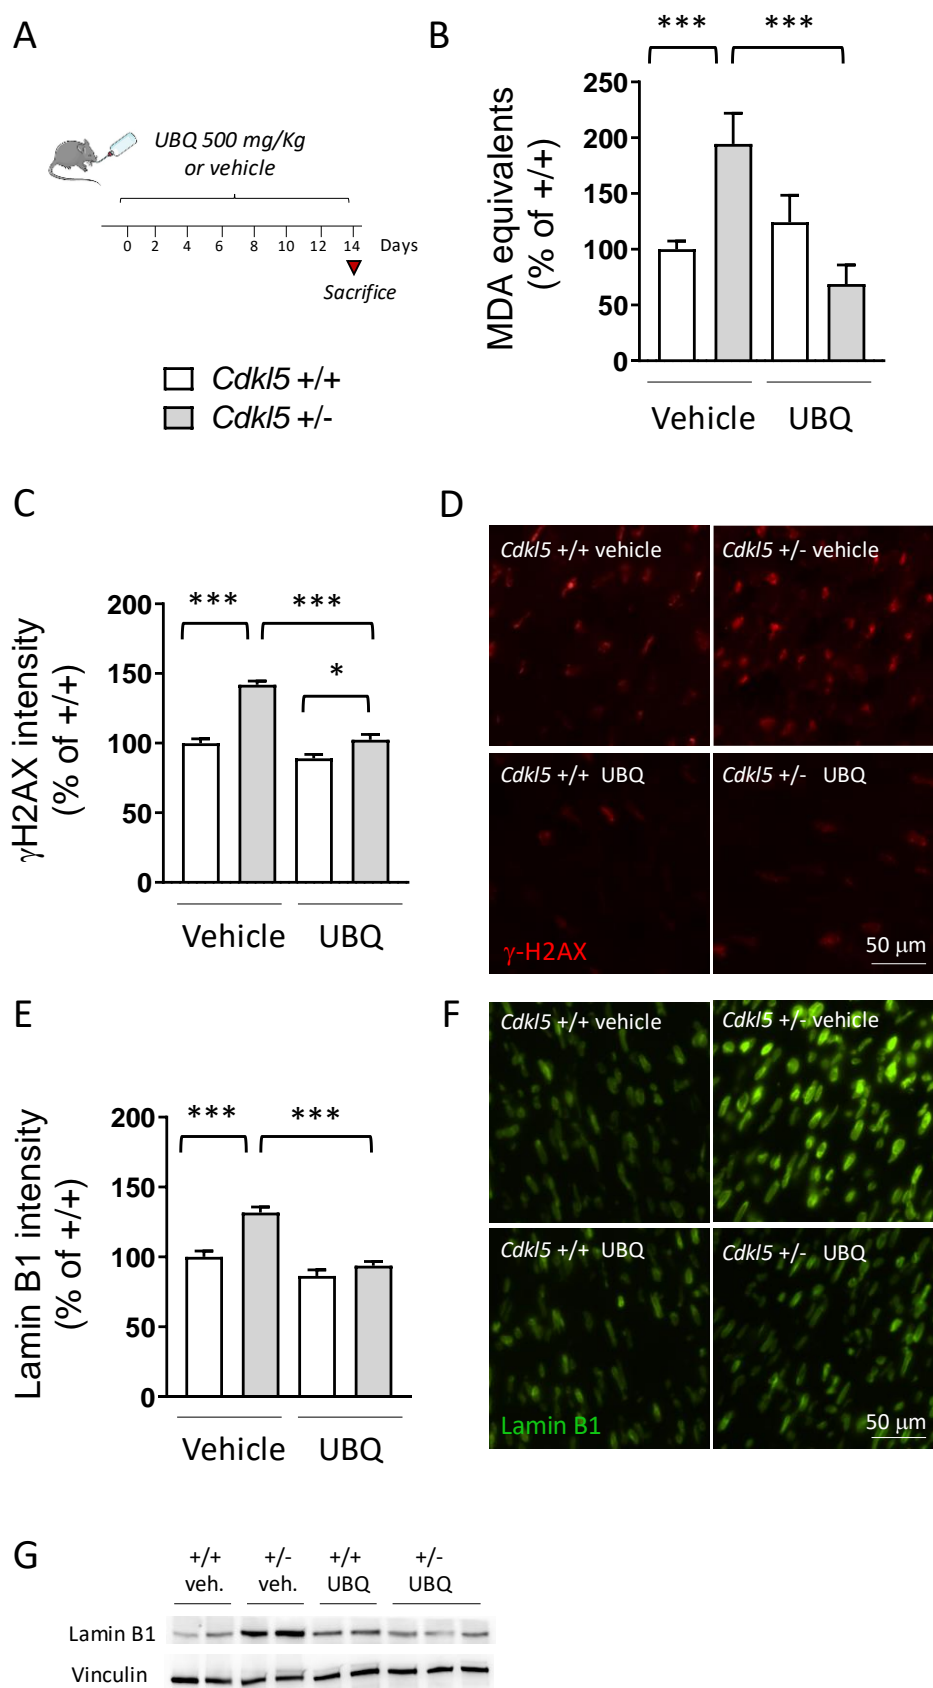 A
UBQ 500 mg/Kg
or vehicle
0 2 4 6 8 10 12 14 Days
Sacrifice
Cdkl5 +/+
Cdkl5 +/-
B
*** ***
MDA equivalents
(% of +/+)
250
200
150
100
50
0
Vehicle UBQ
C
γH2AX intensity
(% of +/+)
*** ***
*
200
150
100
50
0
Vehicle UBQ
D
Cdkl5 +/+ vehicle
Cdkl5 +/- vehicle
Cdkl5 +/+ UBQ
Cdkl5 +/- UBQ
γ-H2AX
50 μm
E
Lamin B1 intensity
(% of +/+)
*** ***
200
150
100
50
0
Vehicle UBQ
F
Cdkl5 +/+ vehicle
Cdkl5 +/- vehicle
Cdkl5 +/+ UBQ
Cdkl5 +/- UBQ
Lamin B1
50 μm
G
+/+ +/- +/+ +/-
veh. veh. UBQ UBQ
Lamin B1
Vinculin